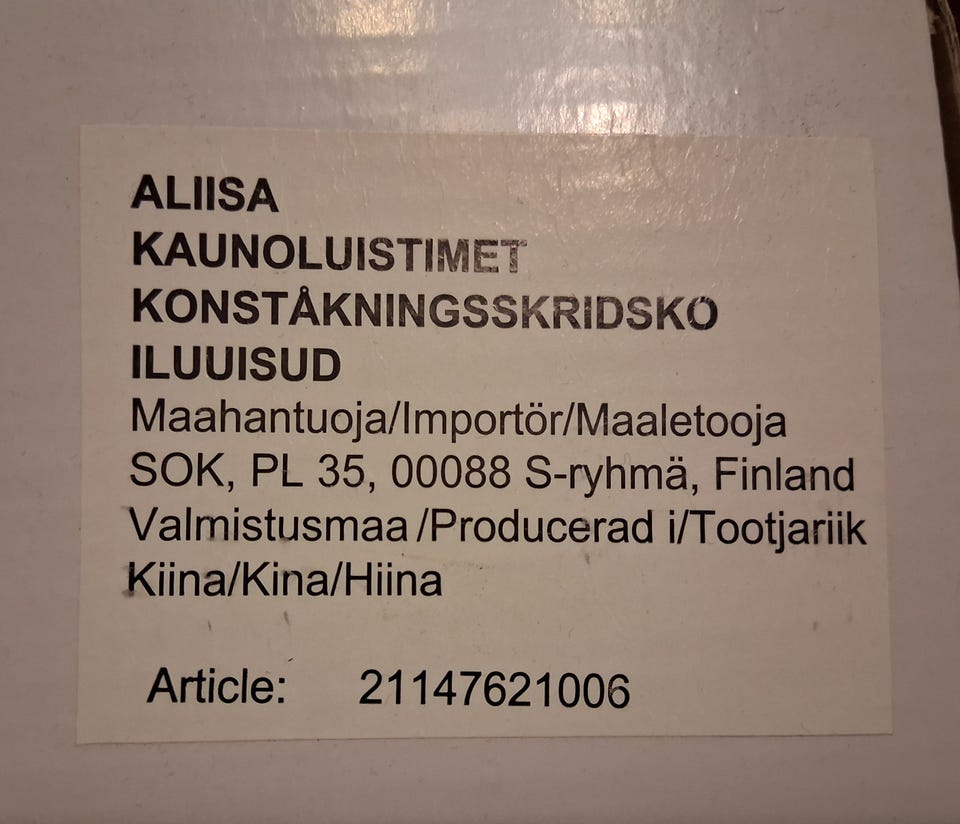 ALIISA
KAUNOLUISTIMET
KONSTÅKNINGSSKRIDSKO
ILUUISUD
Maahantuoja/Importör/Maaletooja
SOK, PL 35, 00088 S-ryhmä, Finland
Valmistusmaa /Producerad i/Tootjariik
Kiina/Kina/Hiina
Article: 21147621006